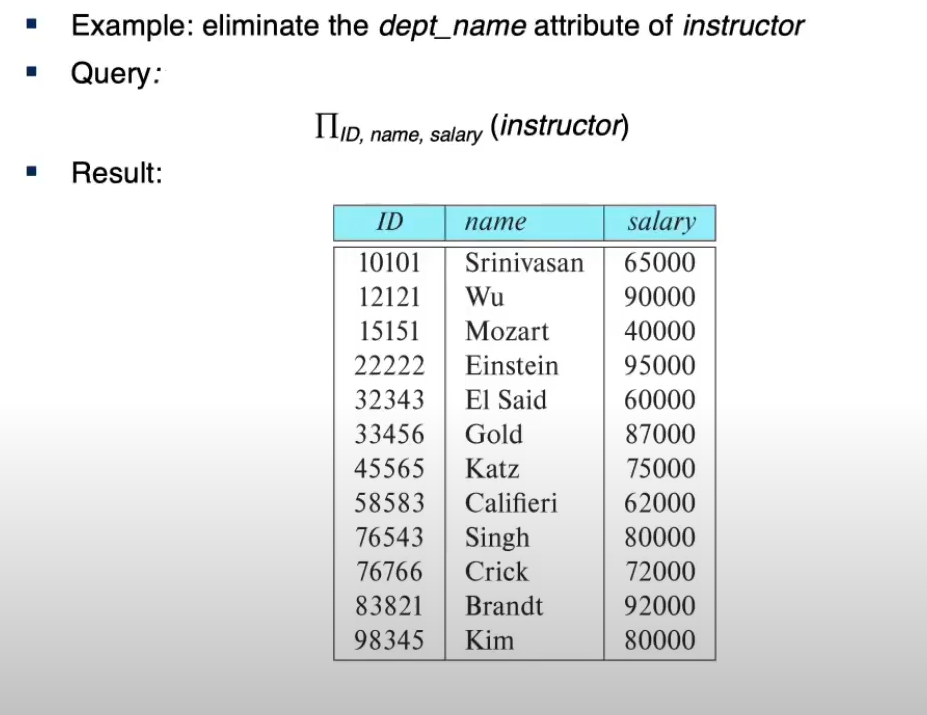 Example: eliminate the dept_name attribute of instructor
Query:
∏ID, name, salary (instructor)
Result:
ID name salary
10101 Srinivasan 65000
12121 Wu 90000
15151 Mozart 40000
22222 Einstein 95000
32343 El Said 60000
33456 Gold 87000
45565 Katz 75000
58583 Califieri 62000
76543 Singh 80000
76766 Crick 72000
83821 Brandt 92000
98345 Kim 80000